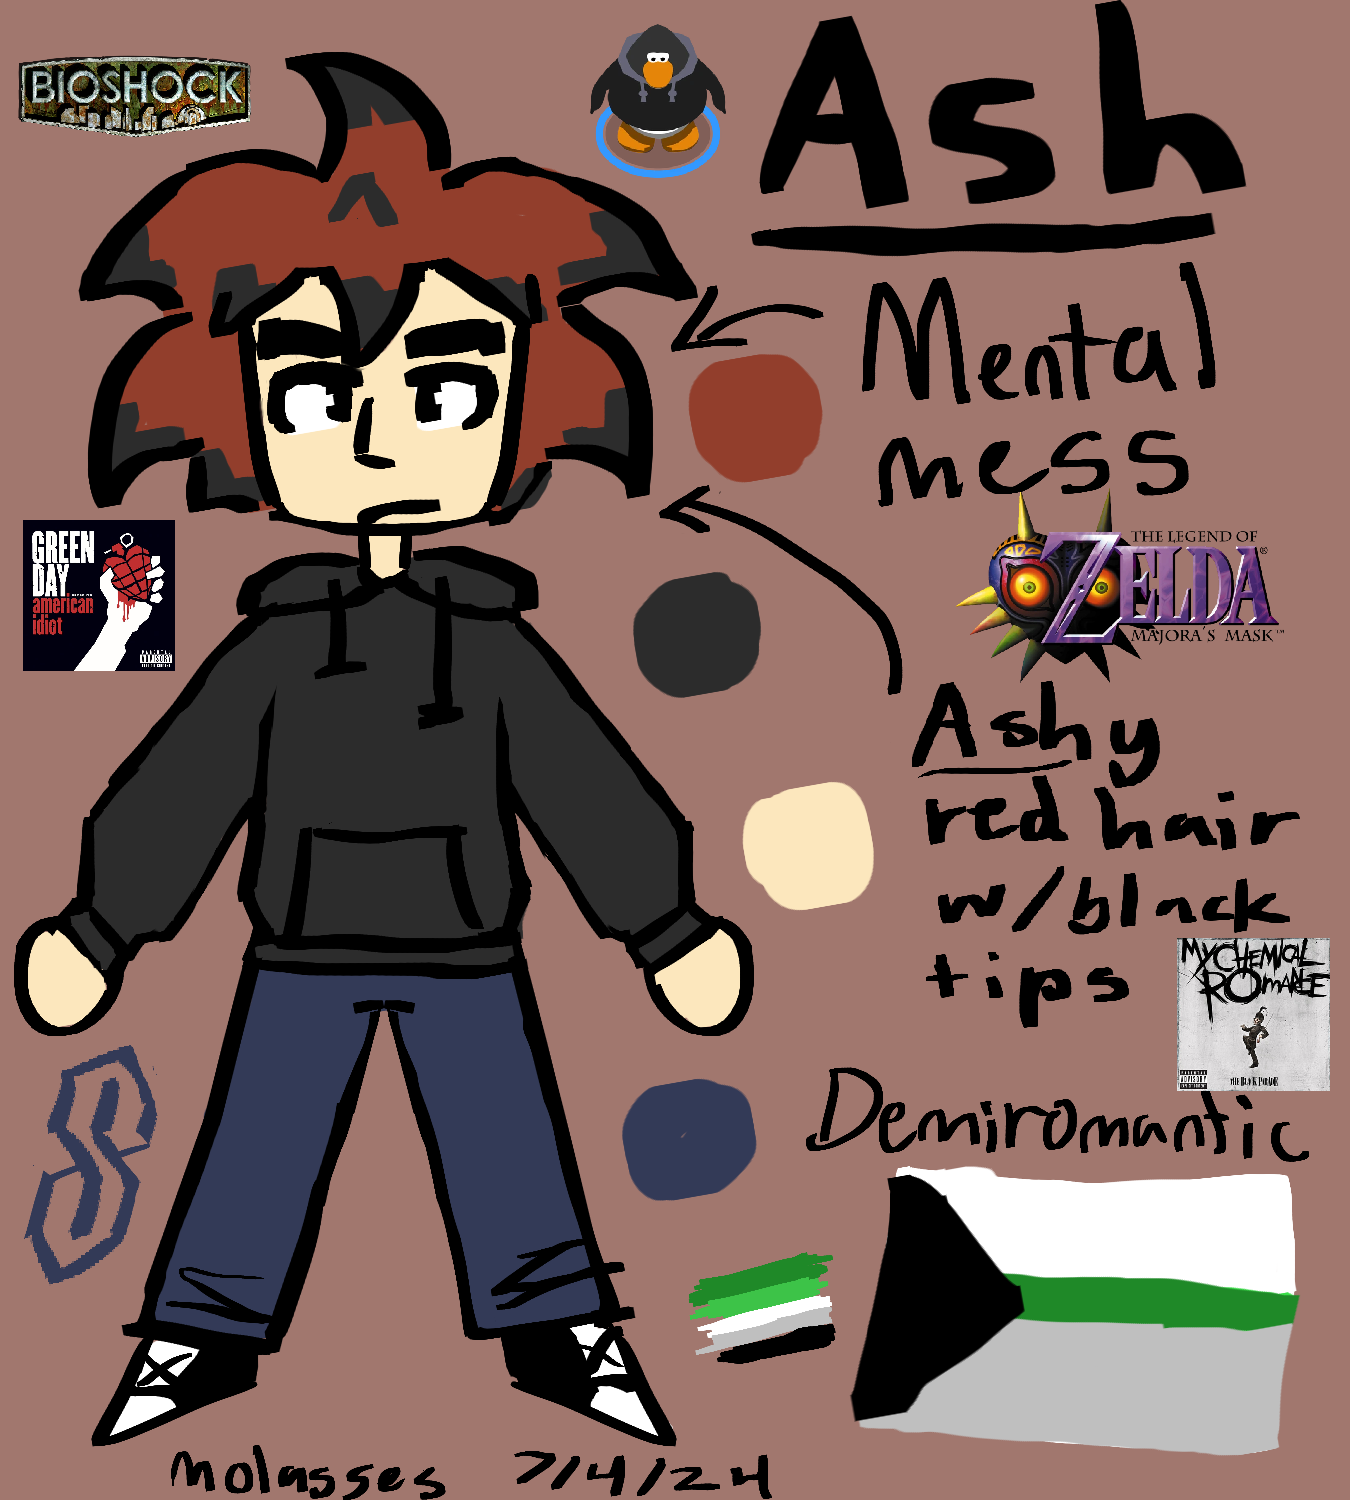 BIOSHOCK
Ash
Mental
mess
THE LEGEND OF
ZELDA
MAJORA'S MASK™
GREEN
DAY
american
idiot
Ashy
red hair
w/black
tips
MY CHEMICAL
ROMANCE
THE BLACK PARADE
Demiromantic
molasses 7/4/24